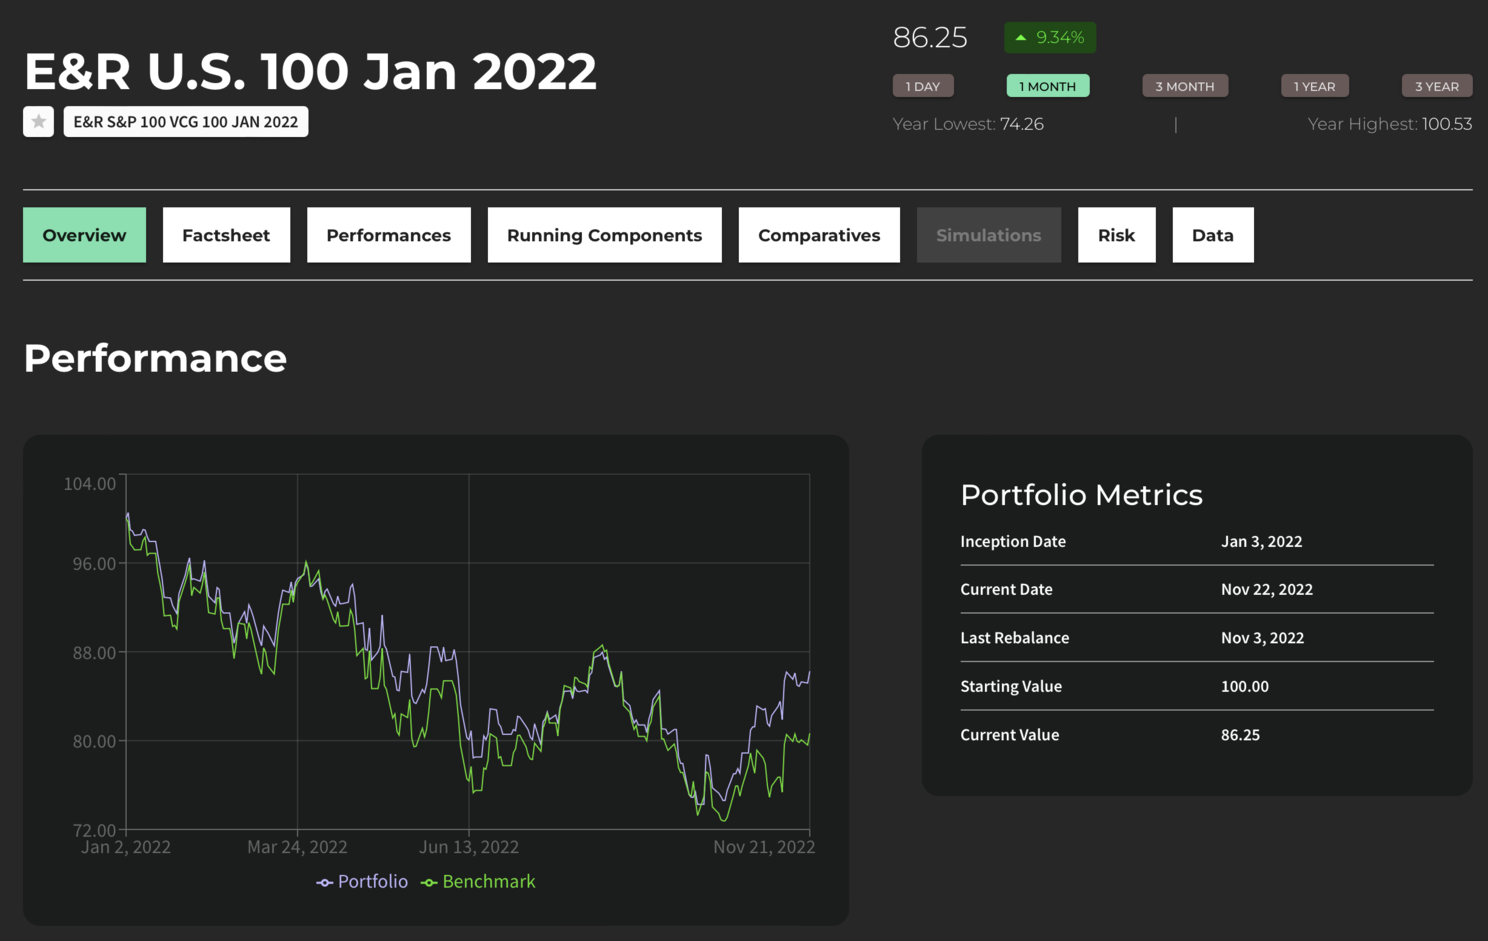 E&R U.S. 100 Jan 2022
E&R S&P 100 VCG 100 JAN 2022
86.25 9.34%
1 DAY 1 MONTH 3 MONTH 1 YEAR 3 YEAR
Year Lowest: 74.26 | Year Highest: 100.53
Overview Factsheet Performances Running Components Comparatives Simulations Risk Data
Performance
104.00
96.00
88.00
80.00
72.00
Jan 2, 2022 Mar 24, 2022 Jun 13, 2022 Nov 21, 2022
Portfolio Benchmark
Portfolio Metrics
Inception Date Jan 3, 2022
Current Date Nov 22, 2022
Last Rebalance Nov 3, 2022
Starting Value 100.00
Current Value 86.25